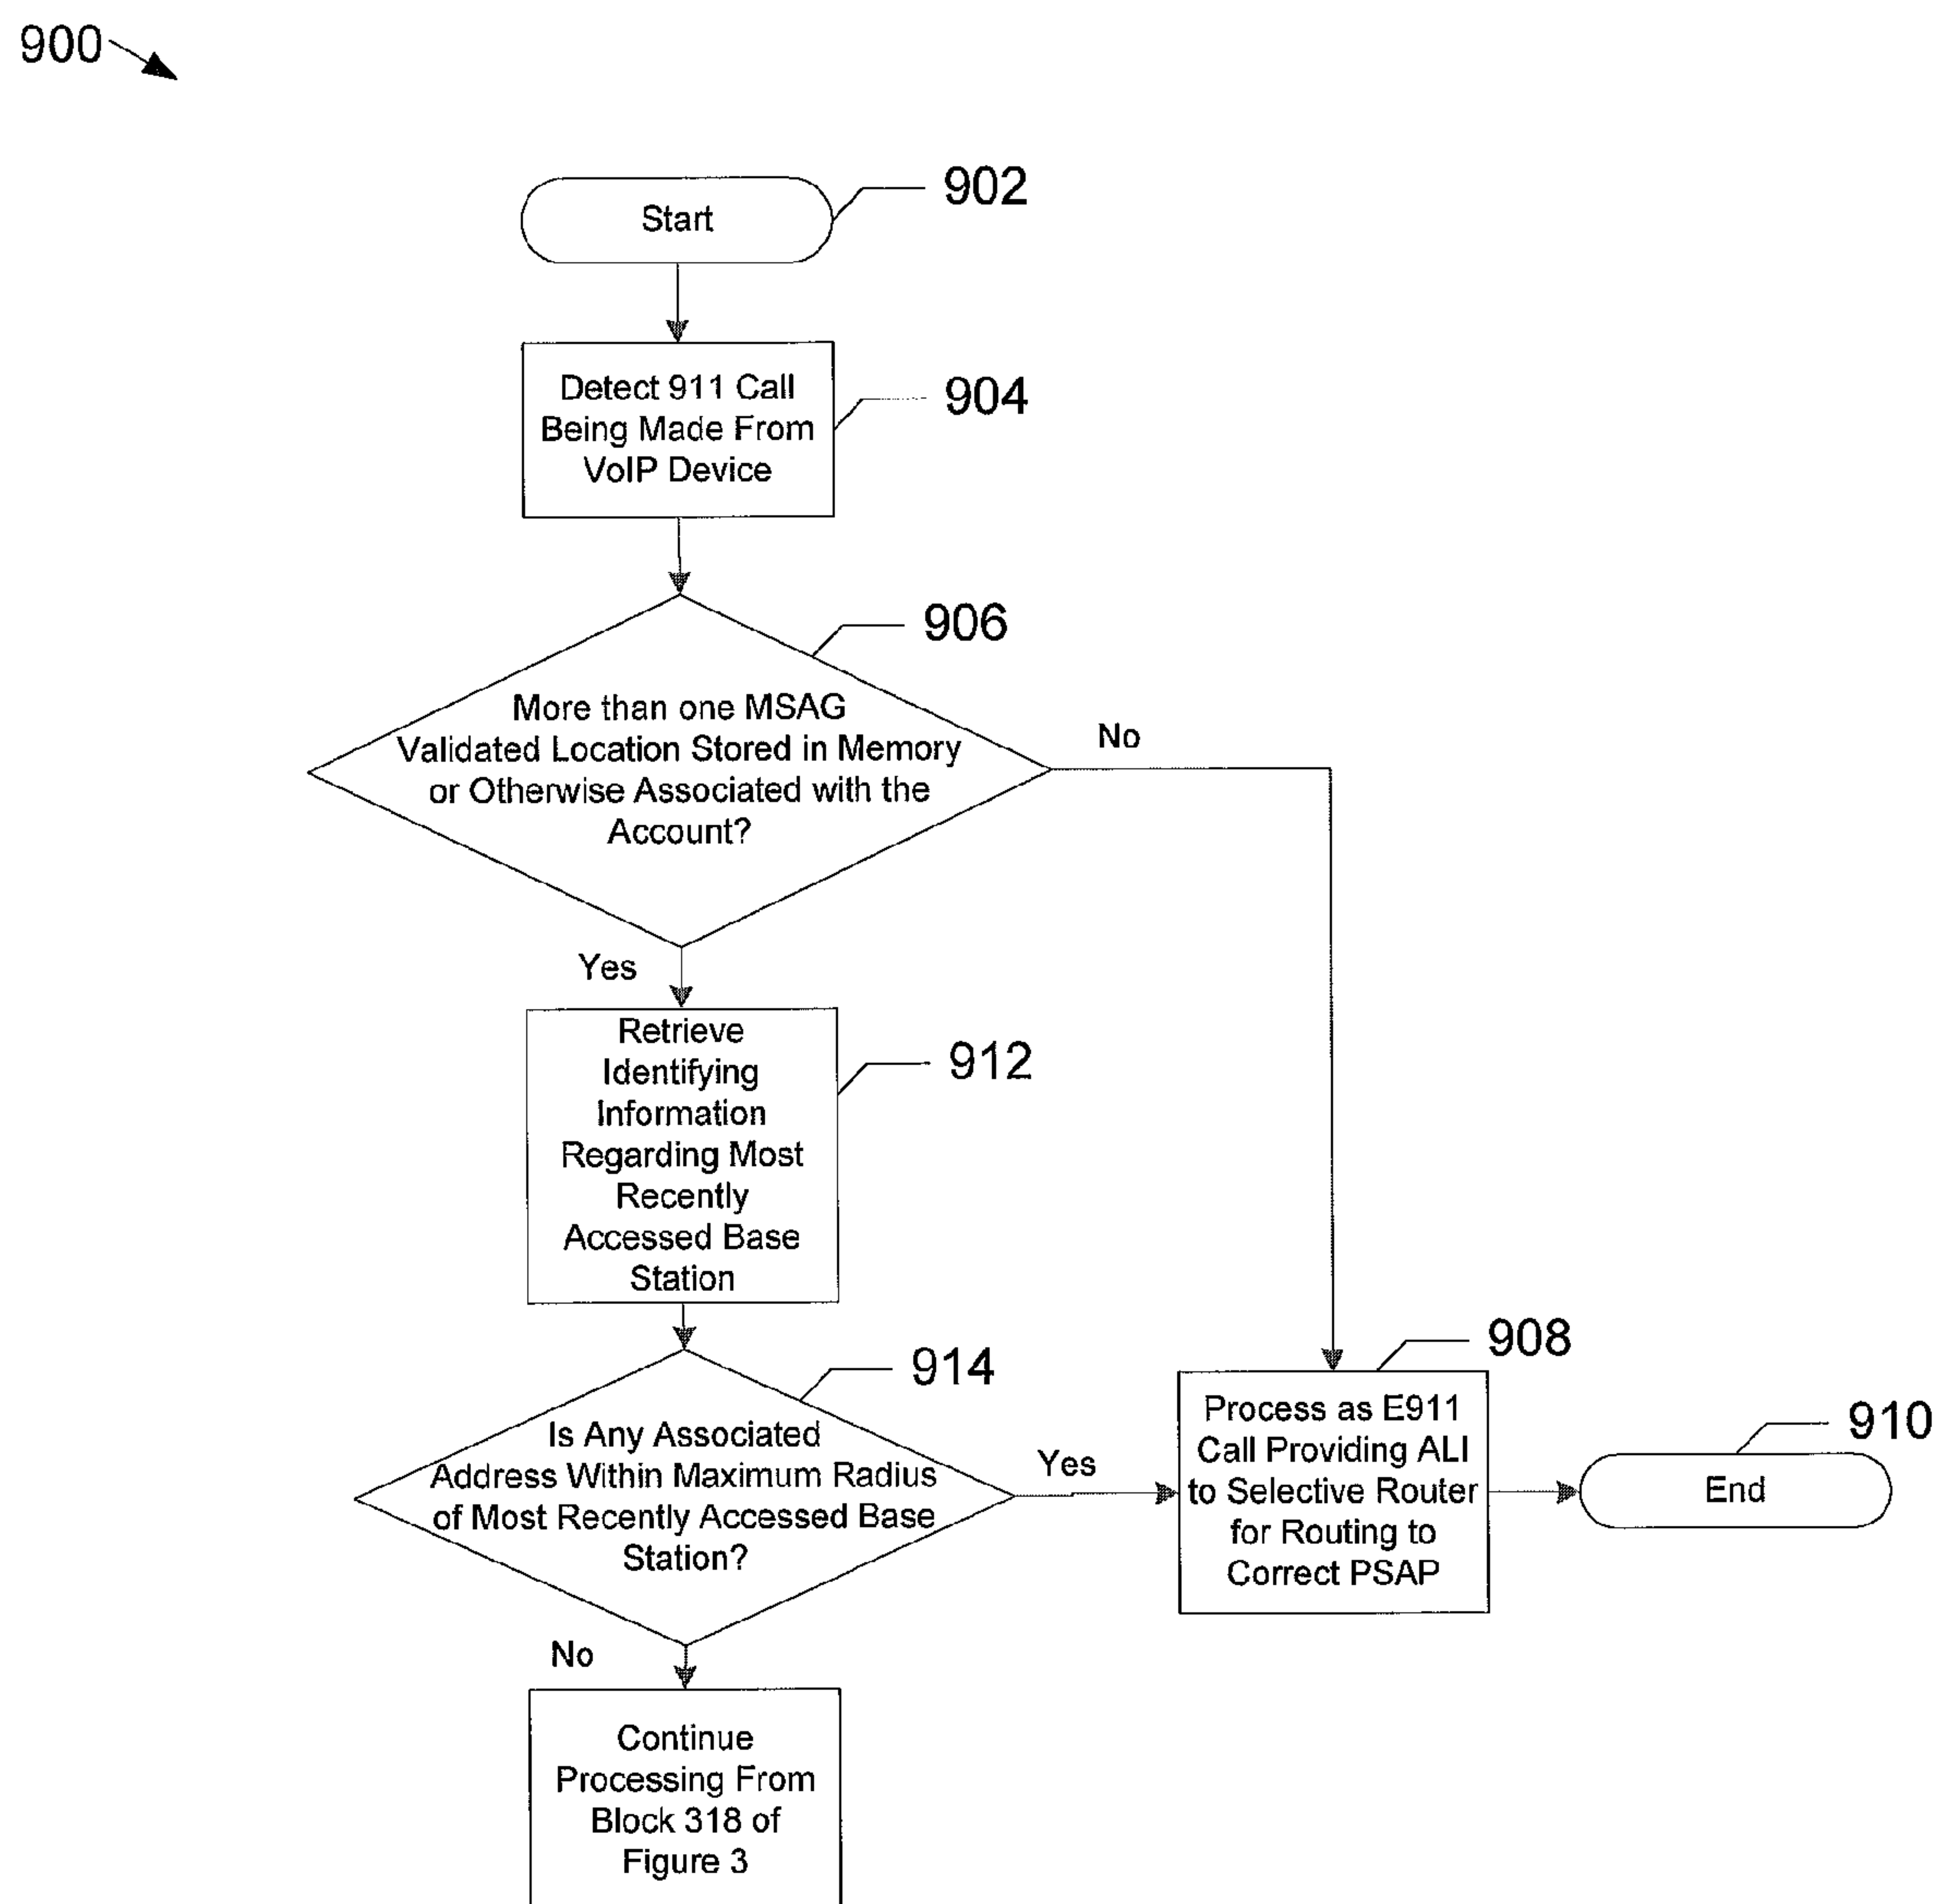 900
Start
902
Detect 911 Call
Being Made From
VoIP Device
904
906
More than one MSAG
Validated Location Stored in Memory
or Otherwise Associated with the
Account?
No
Yes
Retrieve
Identifying
Information
Regarding Most
Recently
Accessed Base
Station
912
914
Is Any Associated
Address Within Maximum Radius
of Most Recently Accessed Base
Station?
Yes
908
Process as E911
Call Providing ALI
to Selective Router
for Routing to
Correct PSAP
910
End
No
Continue
Processing From
Block 318 of
Figure 3